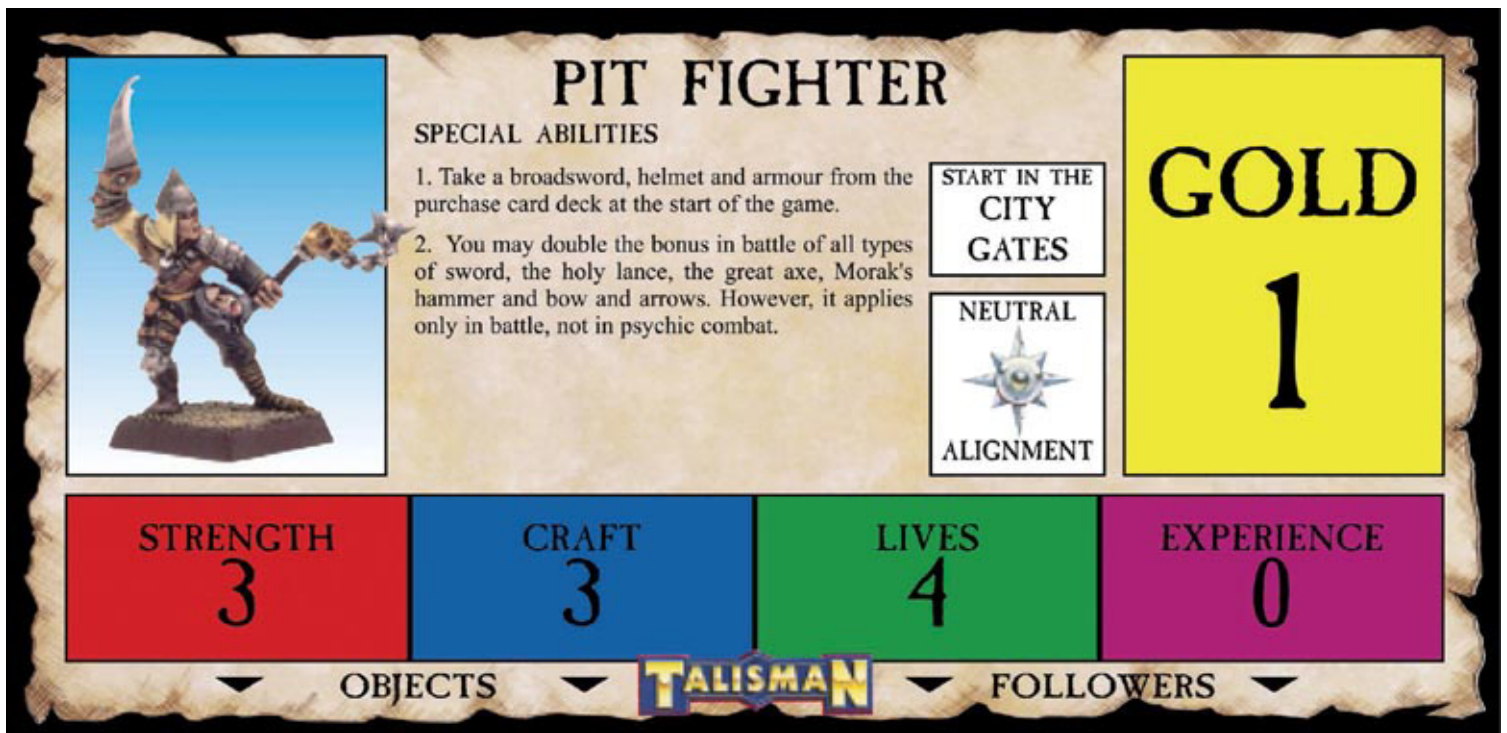 PIT FIGHTER
SPECIAL ABILITIES
1. Take a broadsword, helmet and armour from the
purchase card deck at the start of the game.
2. You may double the bonus in battle of all types
of sword, the holy lance, the great axe, Morak's
hammer and bow and arrows. However, it applies
only in battle, not in psychic combat.
START IN THE
CITY
GATES
NEUTRAL
ALIGNMENT
GOLD
1
STRENGTH
3
CRAFT
3
LIVES
4
EXPERIENCE
0
OBJECTS
TALISMAN
FOLLOWERS